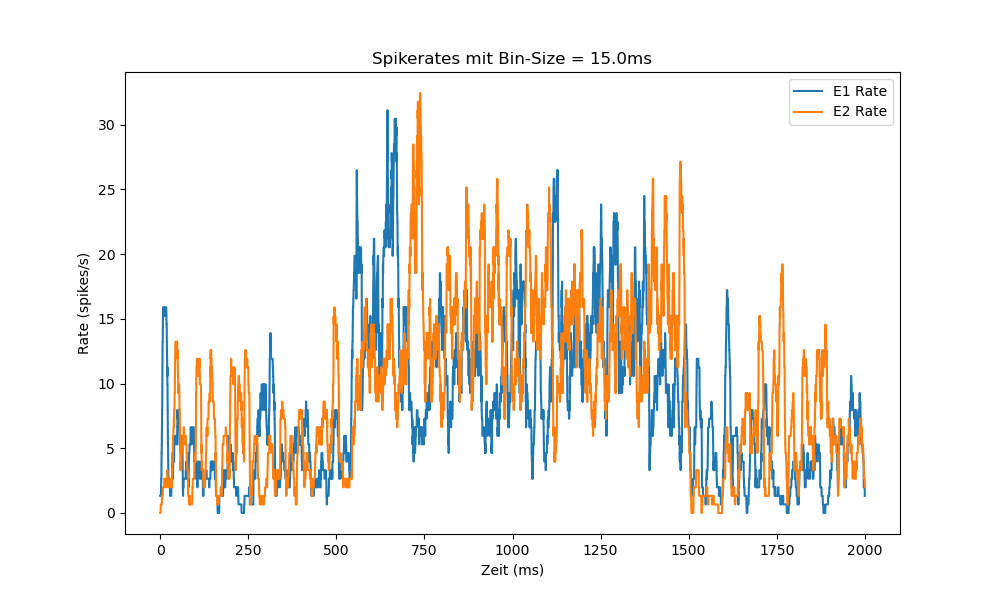 Spikerates mit Bin-Size = 15.0ms
E1 Rate
E2 Rate
30
25
20
15
10
5
0
Rate (spikes/s)
0 250 500 750 1000 1250 1500 1750 2000
Zeit (ms)